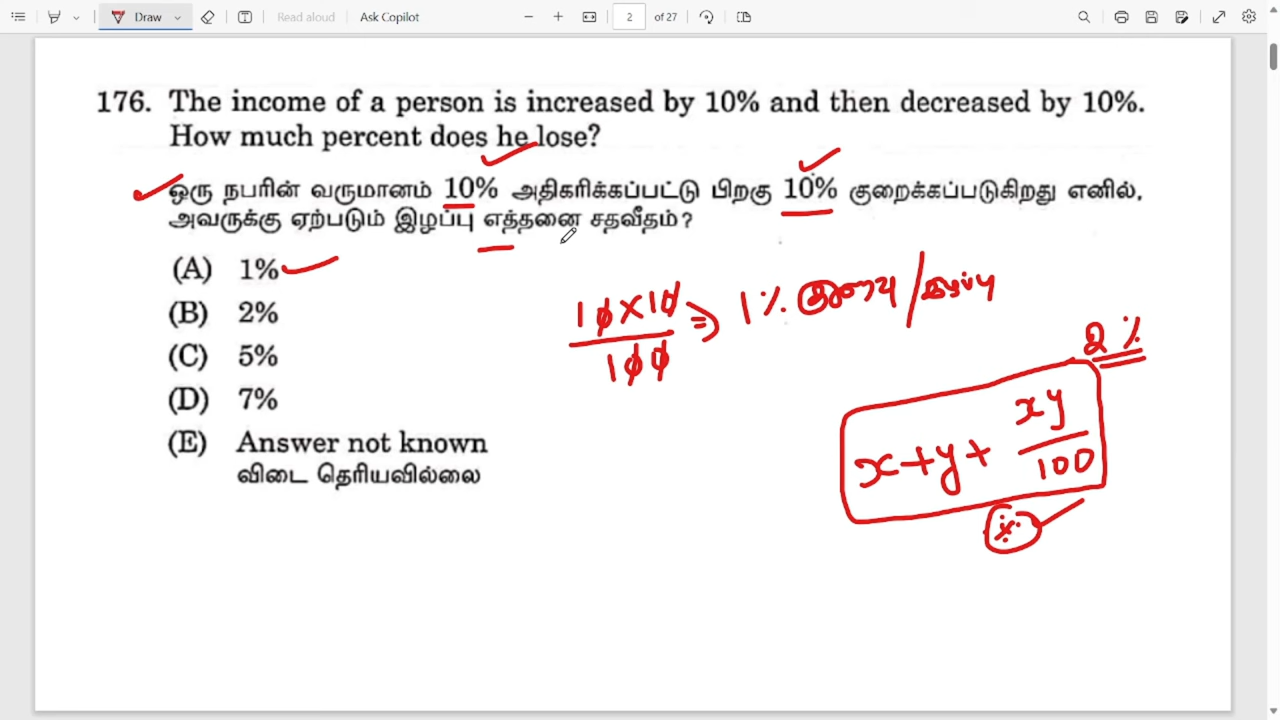 Draw
Read aloud
Ask Copilot
2 of 27
176. The income of a person is increased by 10% and then decreased by 10%.
How much percent does he lose?
ஒரு நபரின் வருமானம் 10% அதிகரிக்கப்பட்டு பிறகு 10% குறைக்கப்படுகிறது எனில்,
அவருக்கு ஏற்படும் இழப்பு எத்தனை சதவீதம்?
(A) 1%
(B) 2%
(C) 5%
(D) 7%
(E) Answer not known
விடை தெரியவில்லை
10 x 10 / 100 ⇒ 1% குறைவு / இழப்பு
2%
x + y + xy / 100